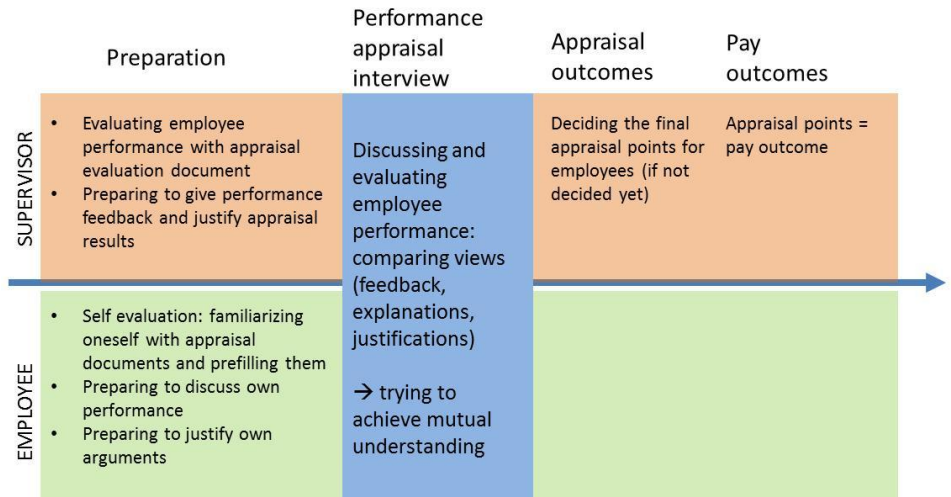 Preparation
Performance
appraisal
interview
Appraisal
outcomes
Pay
outcomes
SUPERVISOR
• Evaluating employee
performance with appraisal
evaluation document
• Preparing to give performance
feedback and justify appraisal
results
Discussing and
evaluating
employee
performance:
comparing views
(feedback,
explanations,
justifications)
→ trying to
achieve mutual
understanding
Deciding the final
appraisal points for
employees (if not
decided yet)
Appraisal points =
pay outcome
EMPLOYEE
• Self evaluation: familiarizing
oneself with appraisal
documents and prefilling them
• Preparing to discuss own
performance
• Preparing to justify own
arguments